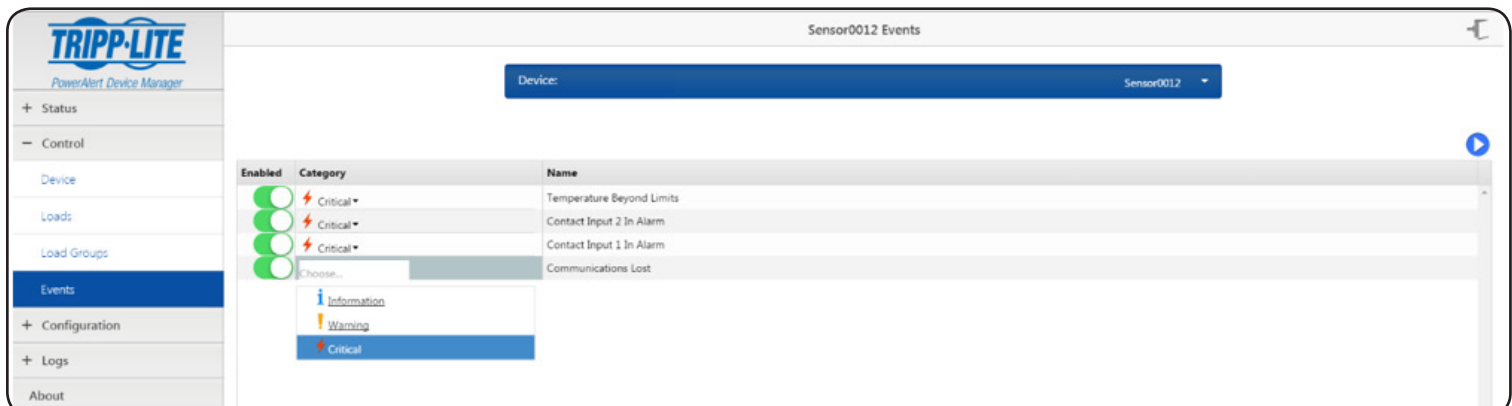 Sensor0012 Events
TRIPP·LITE
PowerAlert Device Manager
Device: Sensor0012
+ Status
− Control
Device
Loads
Load Groups
Events
+ Configuration
+ Logs
About
Enabled Category Name
Critical Temperature Beyond Limits
Critical Contact Input 2 In Alarm
Critical Contact Input 1 In Alarm
Choose... Communications Lost
Information
Warning
Critical